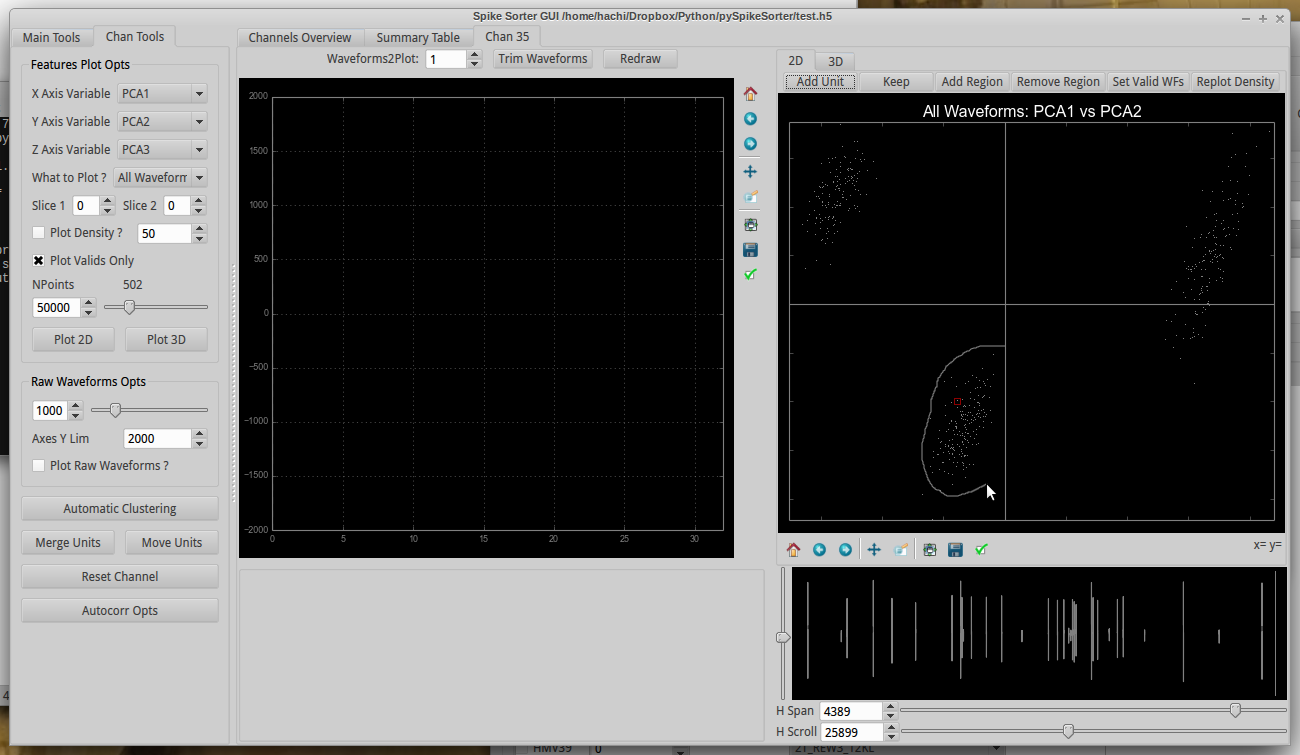 Spike Sorter GUI /home/hachi/Dropbox/Python/pySpikeSorter/test.h5
Main Tools
Chan Tools
Features Plot Opts
X Axis Variable PCA1
Y Axis Variable PCA2
Z Axis Variable PCA3
What to Plot ? All Waveform
Slice 1 0 Slice 2 0
Plot Density ? 50
Plot Valids Only
NPoints 502
50000
Plot 2D Plot 3D
Raw Waveforms Opts
1000
Axes Y Lim 2000
Plot Raw Waveforms ?
Automatic Clustering
Merge Units Move Units
Reset Channel
Autocorr Opts
Channels Overview Summary Table Chan 35
Waveforms2Plot: 1 Trim Waveforms Redraw
2000
1500
1000
500
0
−500
−1000
−1500
−2000
0 5 10 15 20 25 30
2D 3D
Add Unit Keep Add Region Remove Region Set Valid WFs Replot Density
All Waveforms: PCA1 vs PCA2
x= y=
H Span 4389
H Scroll 25899
HMV39 0 2T_REW3_12KL